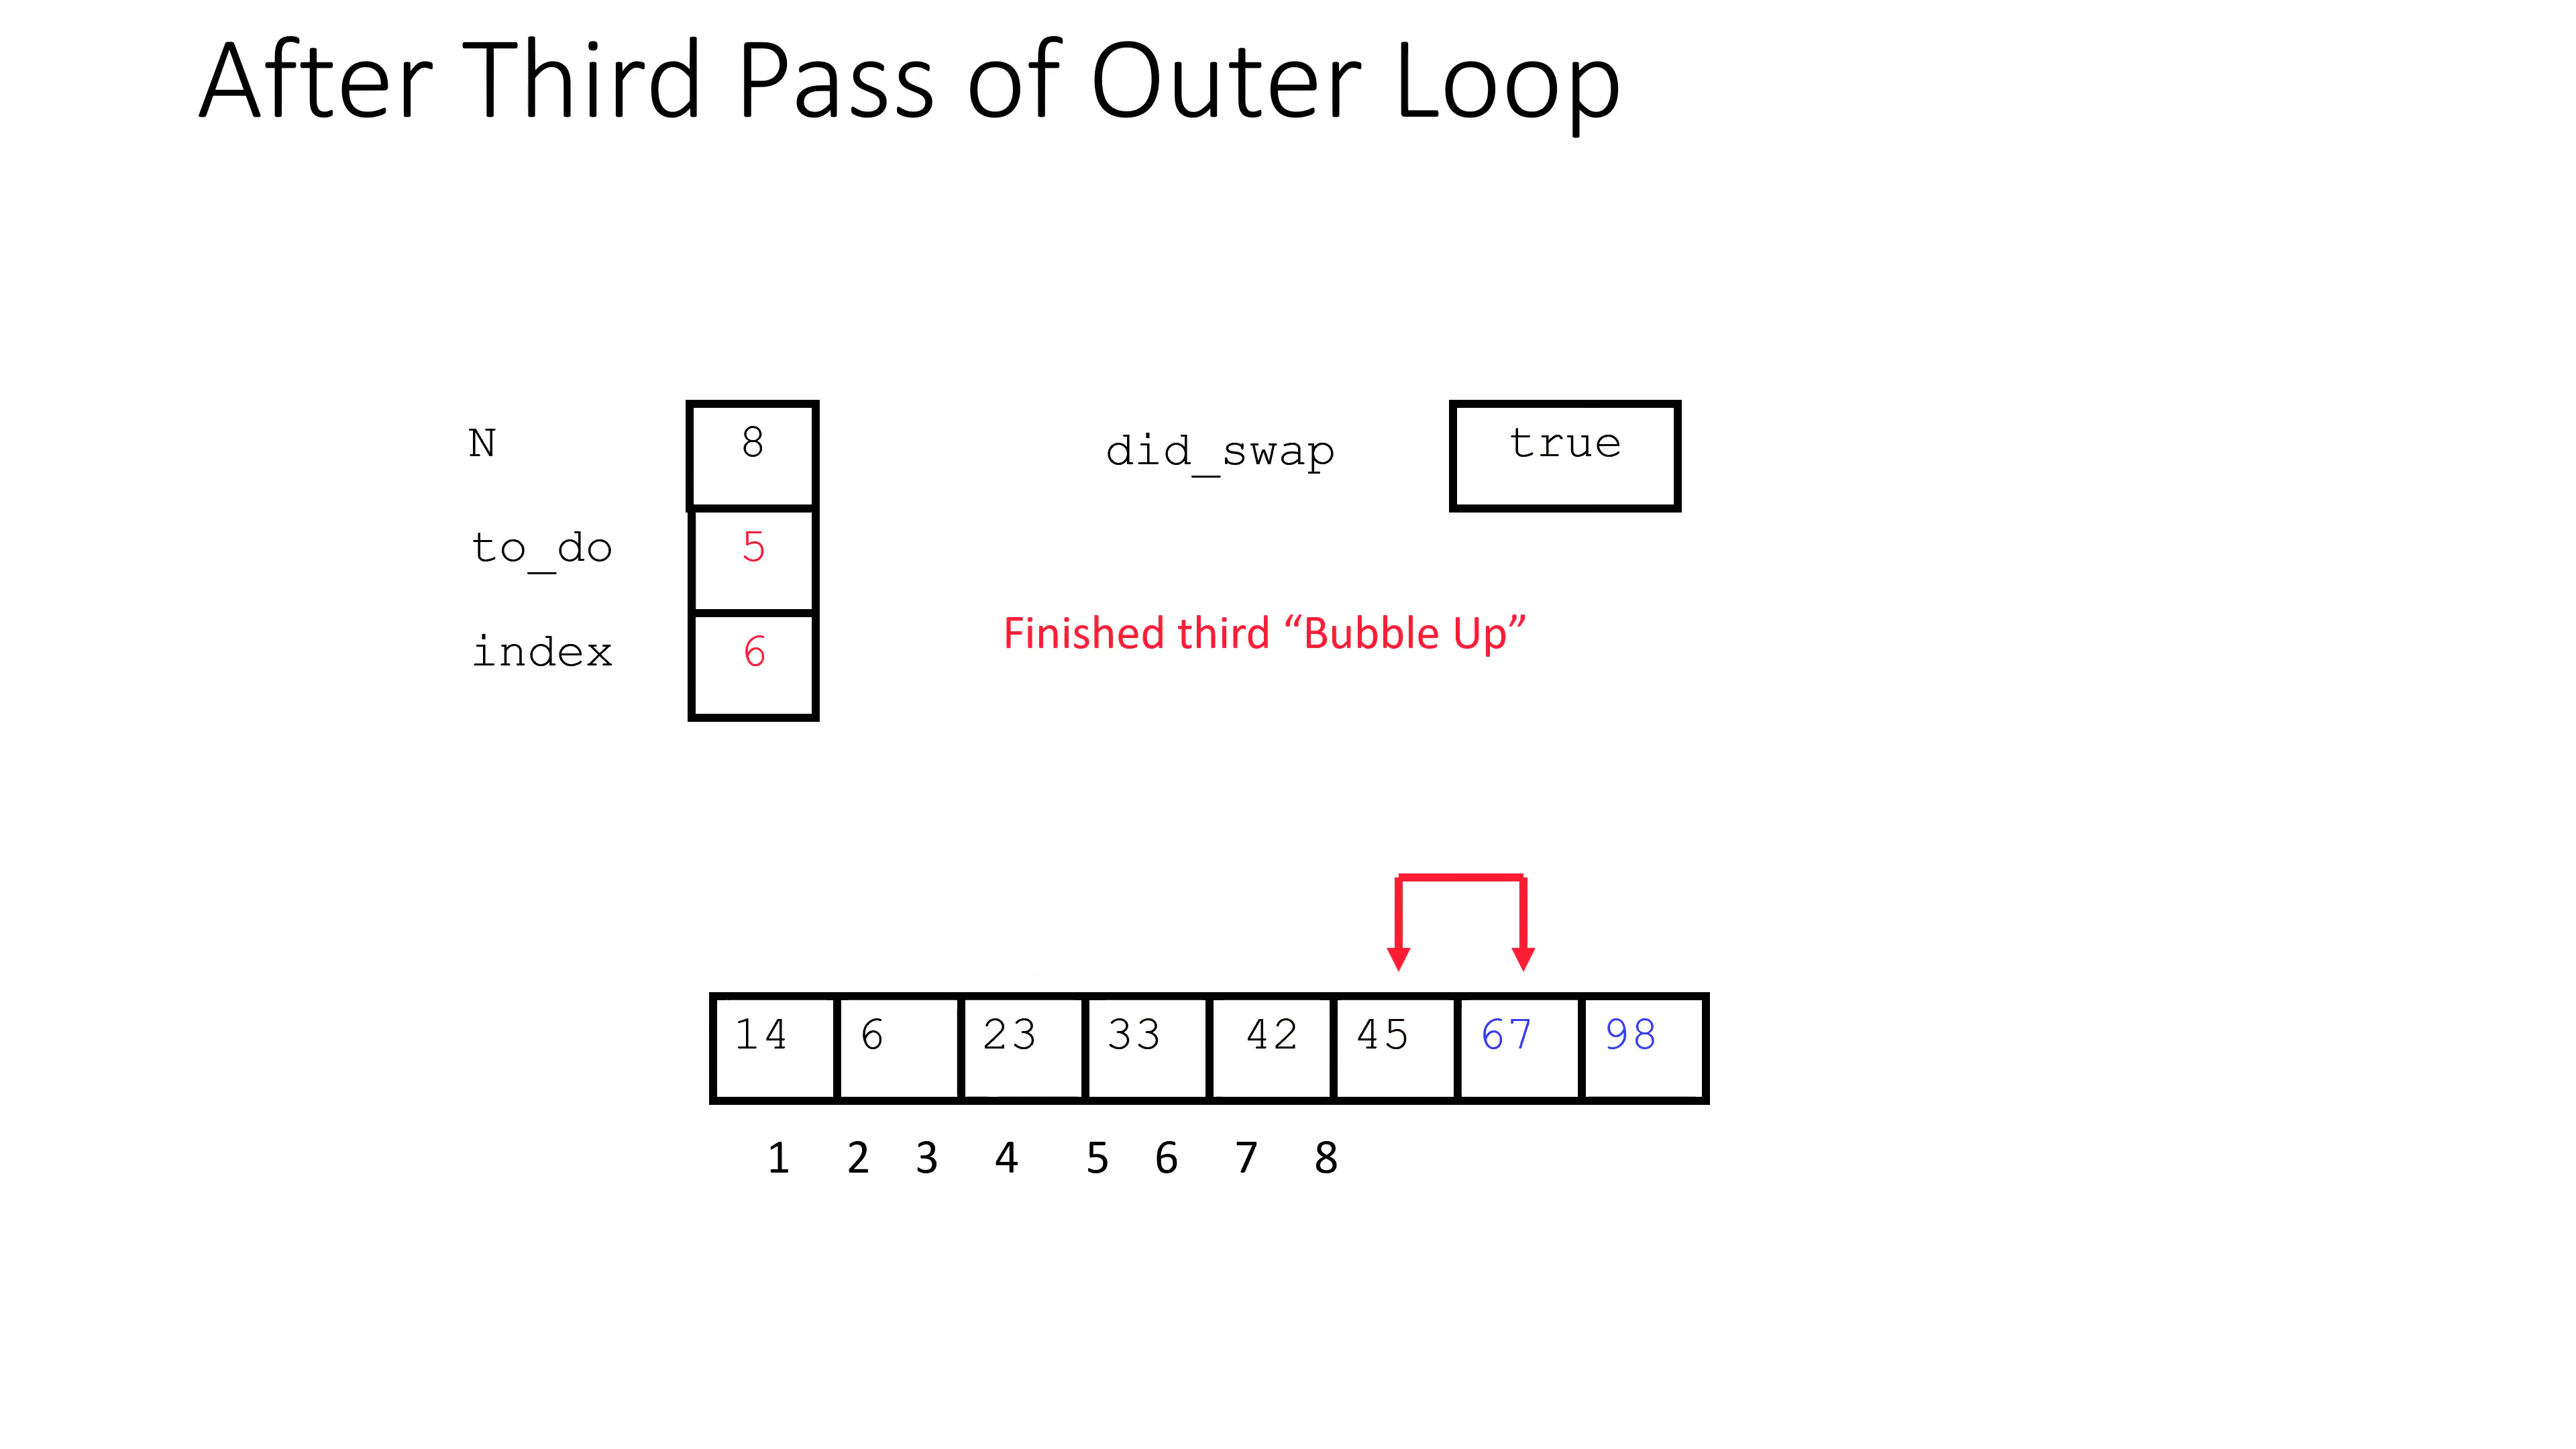 After Third Pass of Outer Loop
N 8 did_swap true
to_do 5
index 6 Finished third “Bubble Up”
14 6 23 33 42 45 67 98
1 2 3 4 5 6 7 8